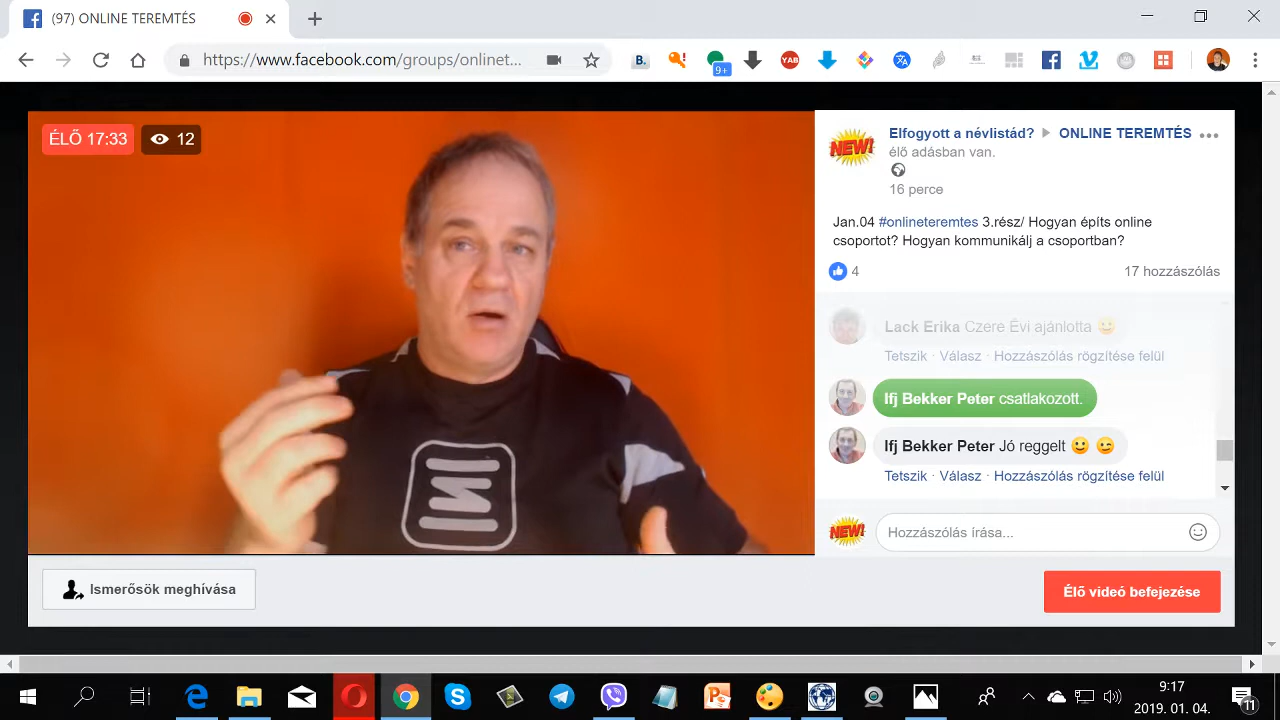 (97) ONLINE TEREMTÉS
https://www.facebook.com/groups/onlinet...
B.
9+
YAB
ÉLŐ 17:33
12
NEW!
Elfogyott a névlistád? ONLINE TEREMTÉS
élő adásban van.
16 perce
Jan.04 #onlineteremtes 3.rész/ Hogyan építs online
csoportot? Hogyan kommunikálj a csoportban?
4
17 hozzászólás
Lack Erika Czere Évi ajánlotta
Tetszik · Válasz · Hozzászólás rögzítése felül
Ifj Bekker Peter csatlakozott.
Ifj Bekker Peter Jó reggelt
Tetszik · Válasz · Hozzászólás rögzítése felül
NEW!
Hozzászólás írása...
Ismerősök meghívása
Élő videó befejezése
9:17
2019. 01. 04.
11